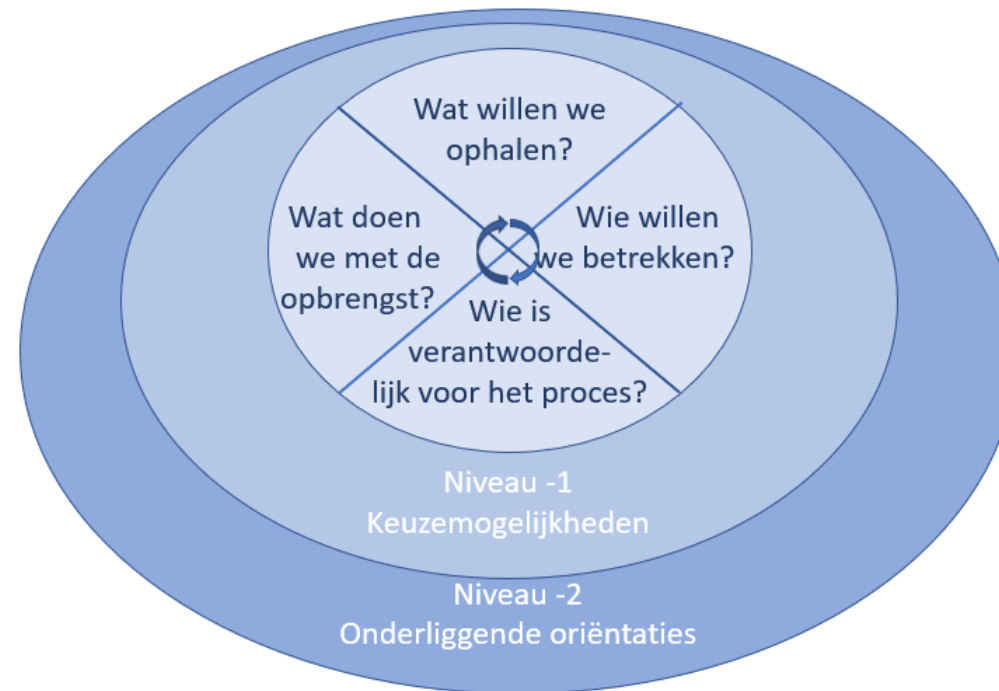 Wat willen we
ophalen?
Wat doen
we met de
opbrengst?
Wie willen
we betrekken?
Wie is
verantwoorde-
lijk voor het proces?
Niveau -1
Keuzemogelijkheden
Niveau -2
Onderliggende oriëntaties